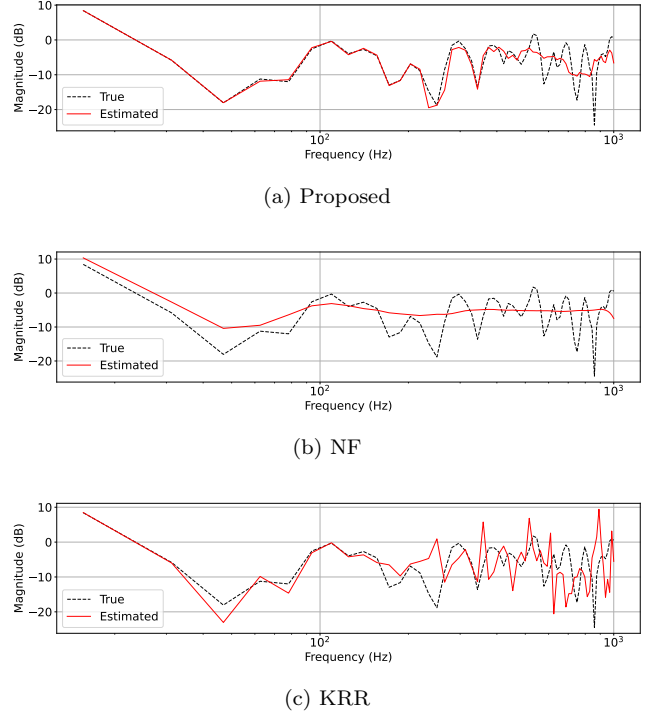 10
0
−10
−20
Magnitude (dB)
True
Estimated
10²
10³
Frequency (Hz)
(a) Proposed
10
0
−10
−20
Magnitude (dB)
True
Estimated
10²
10³
Frequency (Hz)
(b) NF
10
0
−10
−20
Magnitude (dB)
True
Estimated
10²
10³
Frequency (Hz)
(c) KRR